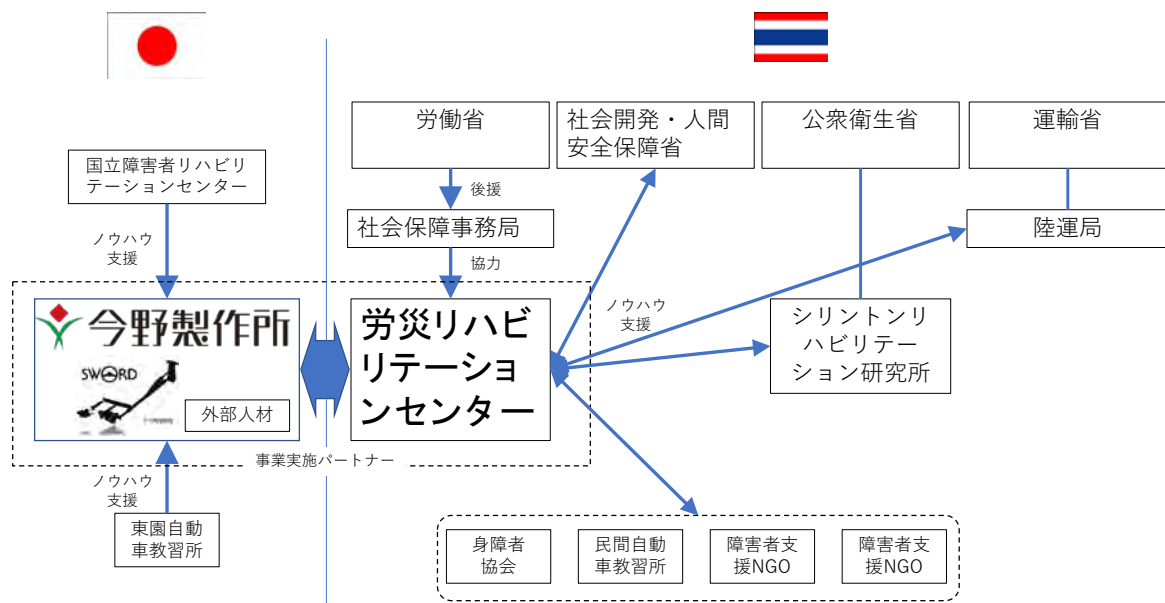 労働省
社会開発・人間
安全保障省
公衆衛生省
運輸省
国立障害者リハビリ
テーションセンター
後援
社会保障事務局
陸運局
ノウハウ
支援
協力
今野製作所
SWORD
外部人材
労災リハビ
リテーショ
ンセンター
ノウハウ
支援
シリントンリ
ハビリテー
ション研究所
事業実施パートナー
ノウハウ
支援
東園自動
車教習所
身障者
協会
民間自動
車教習所
障害者支
援NGO
障害者支
援NGO